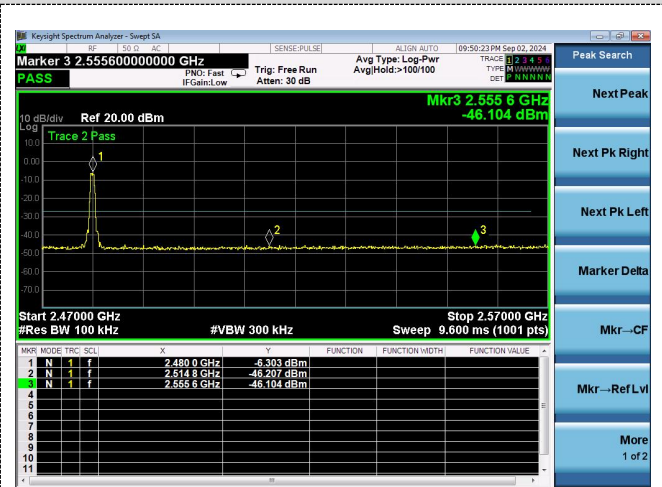 Keysight Spectrum Analyzer - Swept SA
LXI RF 50 Ω AC SENSE:PULSE ALIGN AUTO 09:50:23 PM Sep 02, 2024
Marker 3 2.555600000000 GHz
PASS
PNO: Fast
IFGain:Low
Trig: Free Run
Atten: 30 dB
Avg Type: Log-Pwr
Avg|Hold:>100/100
TRACE 1 2 3 4 5 6
TYPE M WWWWW
DET P N N N N N
Mkr3 2.555 6 GHz
-46.104 dBm
10 dB/div Ref 20.00 dBm
Log
Trace 2 Pass
10.0
0.00
-10.0
-20.0
-30.0
-40.0
-50.0
-60.0
-70.0
1
2
3
Start 2.47000 GHz Stop 2.57000 GHz
#Res BW 100 kHz #VBW 300 kHz Sweep 9.600 ms (1001 pts)
MKR MODE TRC SCL X Y FUNCTION FUNCTION WIDTH FUNCTION VALUE
1 N 1 f 2.480 0 GHz -6.303 dBm
2 N 1 f 2.514 8 GHz -46.207 dBm
3 N 1 f 2.555 6 GHz -46.104 dBm
4
5
6
7
8
9
10
11
Peak Search
Next Peak
Next Pk Right
Next Pk Left
Marker Delta
Mkr→CF
Mkr→Ref Lvl
More
1 of 2